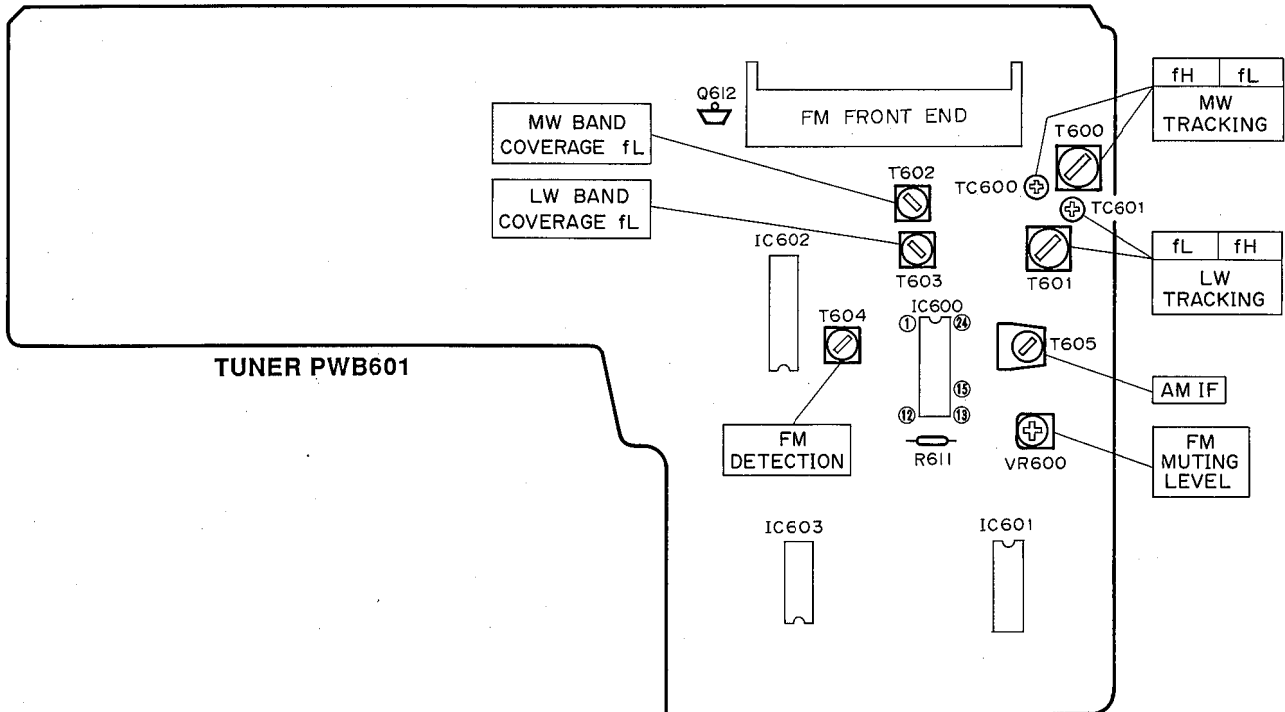 Q612
FM FRONT END
fH fL
MW
TRACKING
MW BAND
COVERAGE fL
T600
T602
TC600
TC601
LW BAND
COVERAGE fL
IC602
T603
T601
fL fH
LW
TRACKING
T604
IC600
1
24
T605
TUNER PWB601
15
AM IF
12
13
FM
DETECTION
R611
VR600
FM
MUTING
LEVEL
IC603
IC601